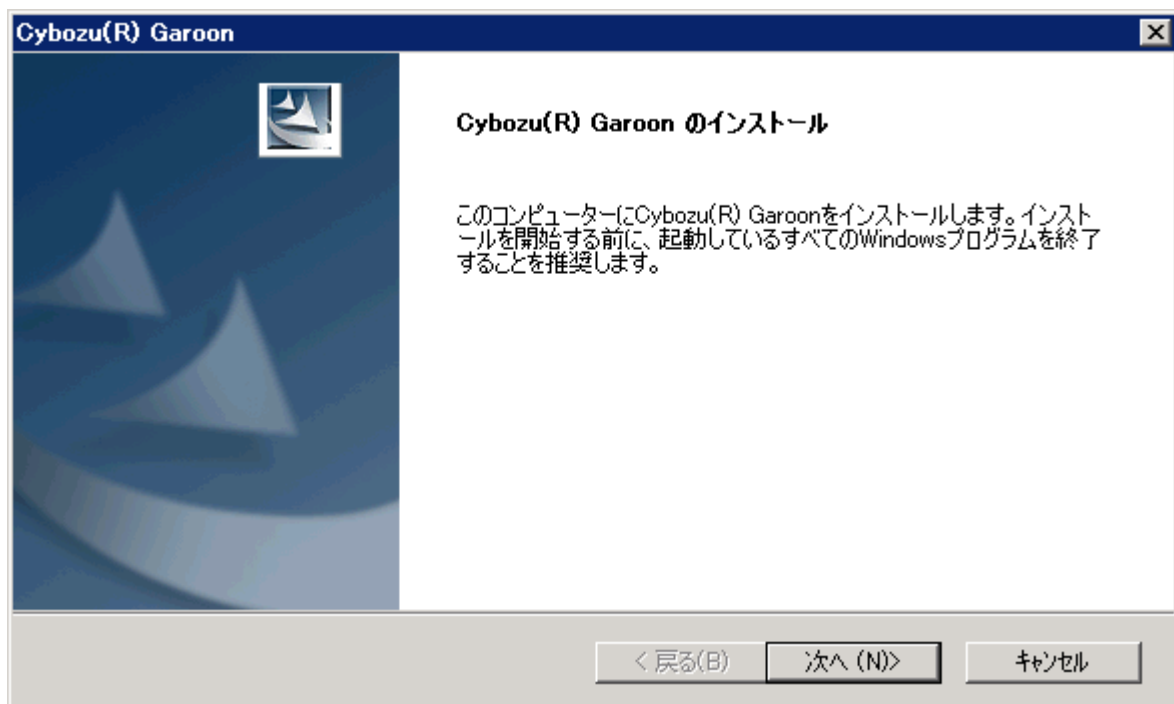 Cybozu(R) Garoon
Cybozu(R) Garoon のインストール
このコンピューターにCybozu(R) Garoonをインストールします。インスト
ールを開始する前に、起動しているすべてのWindowsプログラムを終了
することを推奨します。
< 戻る(B)
次へ (N)>
キャンセル